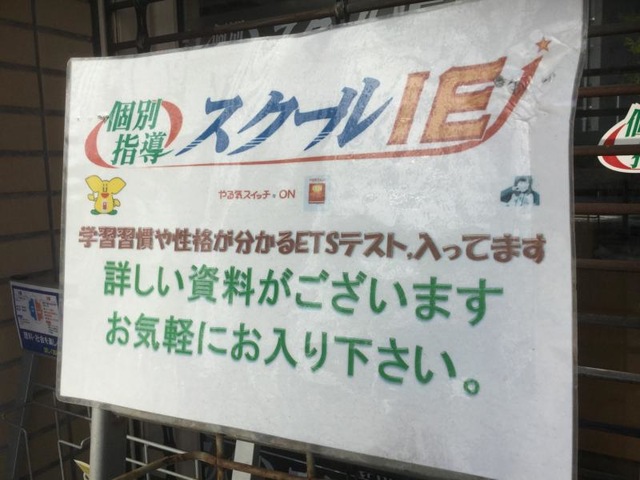 個別
指導
スクールIE
やる気スイッチ・ON
学習習慣や性格が分かるETSテスト.入ってます
詳しい資料がございます
お気軽にお入り下さい。